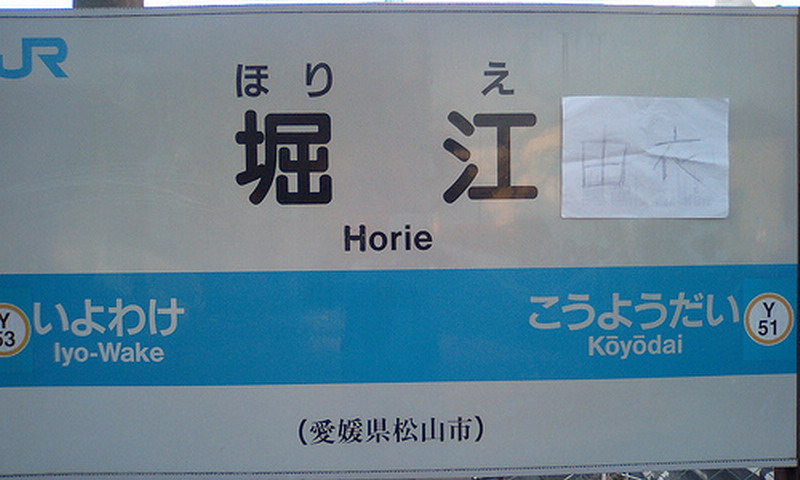 JR
ほり え
堀江
由衣
Horie
いよわけ
こうようだい
Iyo-Wake
Kōyōdai
Y
53
Y
51
(愛媛県松山市)